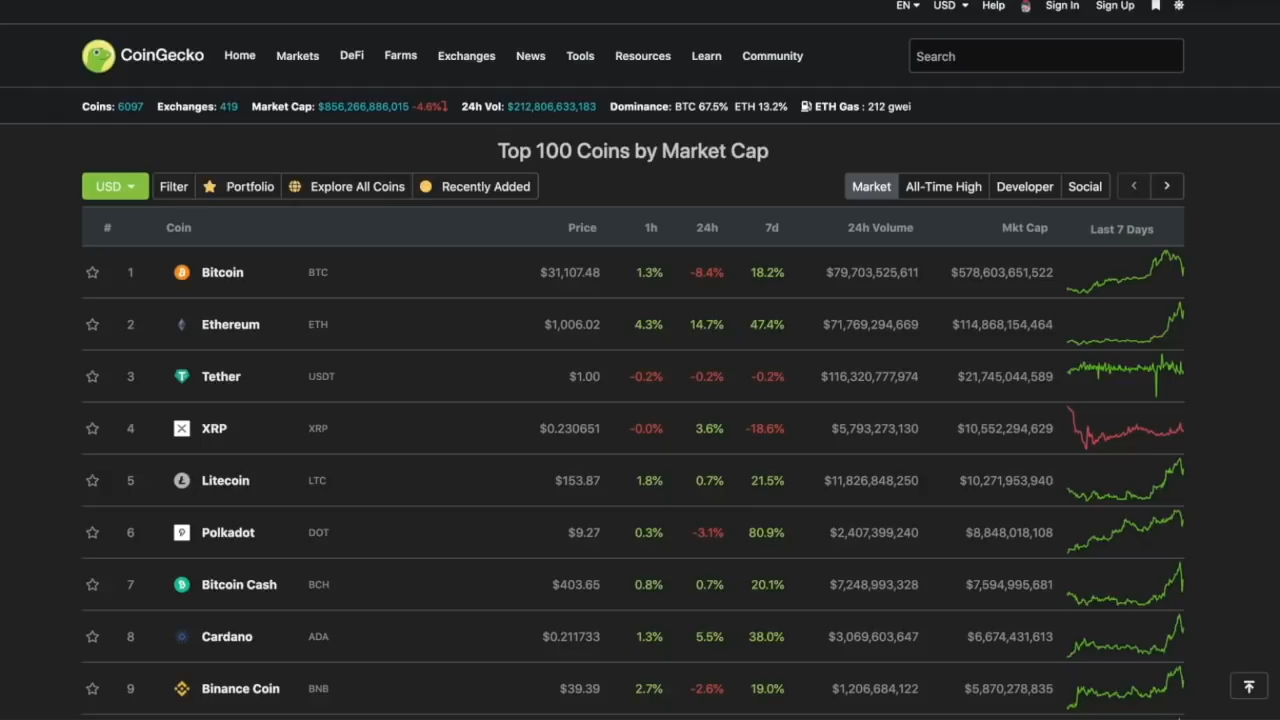 EN USD Help Sign In Sign Up
CoinGecko Home Markets DeFi Farms Exchanges News Tools Resources Learn Community Search
Coins: 6097 Exchanges: 419 Market Cap: $856,266,886,015 -4.6% 24h Vol: $212,806,633,183 Dominance: BTC 67.5% ETH 13.2% ETH Gas : 212 gwei
Top 100 Coins by Market Cap
USD Filter Portfolio Explore All Coins Recently Added Market All-Time High Developer Social
# Coin Price 1h 24h 7d 24h Volume Mkt Cap Last 7 Days
1 Bitcoin BTC $31,107.48 1.3% -8.4% 18.2% $79,703,525,611 $578,603,651,522
2 Ethereum ETH $1,006.02 4.3% 14.7% 47.4% $71,769,294,669 $114,868,154,464
3 Tether USDT $1.00 -0.2% -0.2% -0.2% $116,320,777,974 $21,745,044,589
4 XRP XRP $0.230651 -0.0% 3.6% -18.6% $5,793,273,130 $10,552,294,629
5 Litecoin LTC $153.87 1.8% 0.7% 21.5% $11,826,848,250 $10,271,953,940
6 Polkadot DOT $9.27 0.3% -3.1% 80.9% $2,407,399,240 $8,848,018,108
7 Bitcoin Cash BCH $403.65 0.8% 0.7% 20.1% $7,248,993,328 $7,594,995,681
8 Cardano ADA $0.211733 1.3% 5.5% 38.0% $3,069,603,647 $6,674,431,613
9 Binance Coin BNB $39.39 2.7% -2.6% 19.0% $1,206,684,122 $5,870,278,835